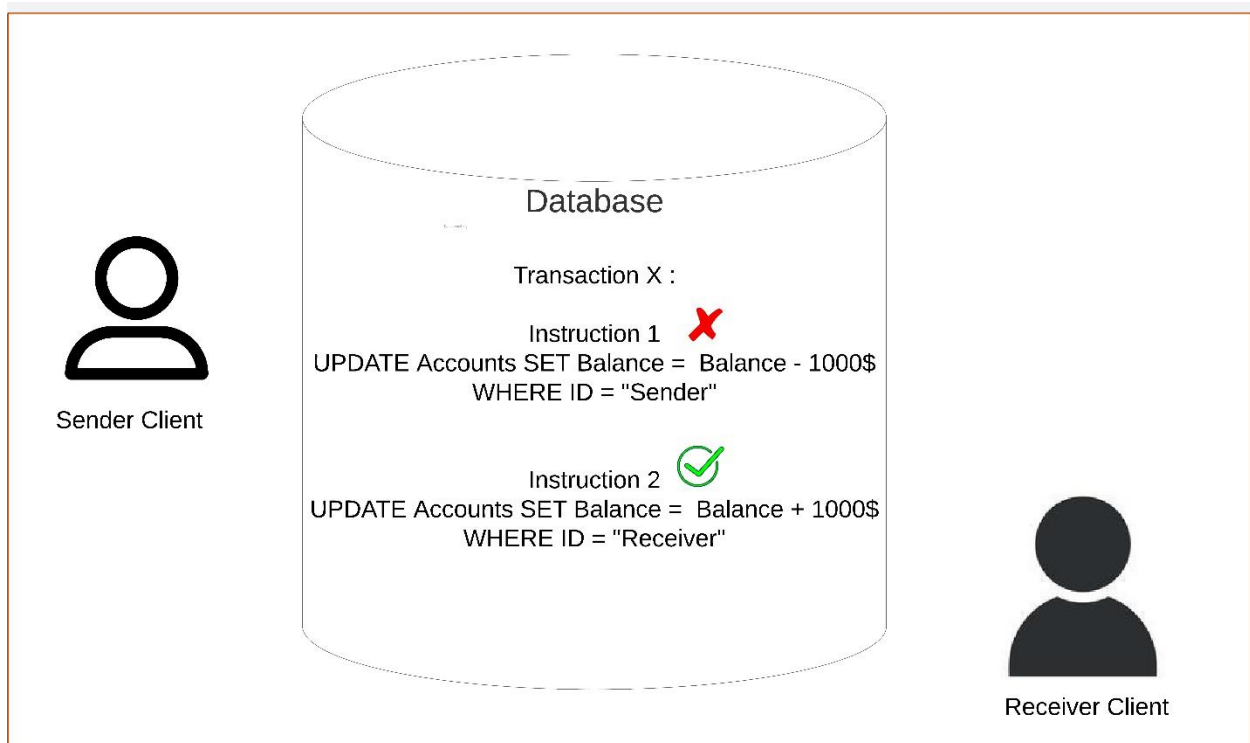 Database
Transaction X :
Instruction 1
UPDATE Accounts SET Balance = Balance - 1000$
WHERE ID = "Sender"
Sender Client
Instruction 2
UPDATE Accounts SET Balance = Balance + 1000$
WHERE ID = "Receiver"
Receiver Client